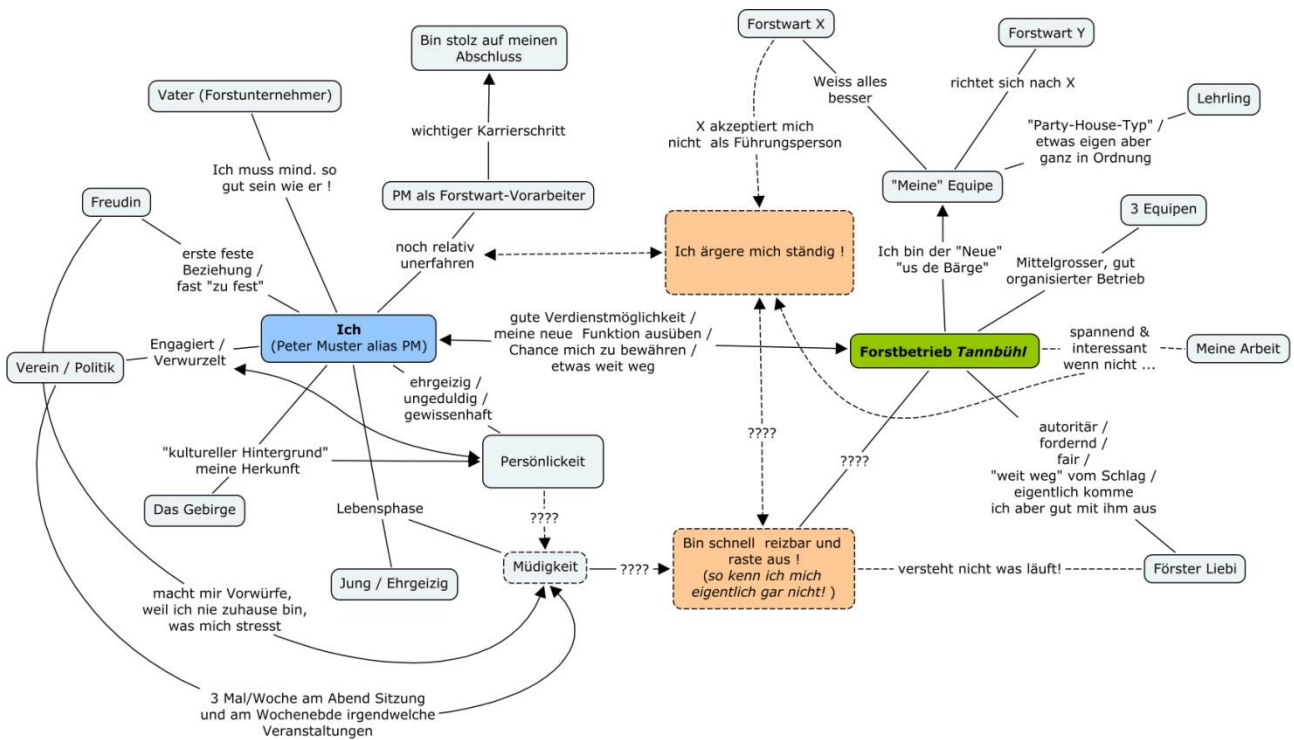 Forstwart X
Forstwart Y
Bin stolz auf meinen
Abschluss
Vater (Forstunternehmer)
Weiss alles
besser
richtet sich nach X
Lehrling
wichtiger Karrierschritt
X akzeptiert mich
nicht als Führungsperson
"Party-House-Typ" /
etwas eigen aber
ganz in Ordnung
Ich muss mind. so
gut sein wie er !
PM als Forstwart-Vorarbeiter
"Meine" Equipe
Freudin
3 Equipen
noch relativ
unerfahren
Ich ärgere mich ständig !
Ich bin der "Neue"
"us de Bärge"
erste feste
Beziehung /
fast "zu fest"
Mittelgrosser, gut
organisierter Betrieb
Ich
(Peter Muster alias PM)
gute Verdienstmöglichkeit /
meine neue Funktion ausüben /
Chance mich zu bewähren /
etwas weit weg
Forstbetrieb Tannbühl
spannend &
interessant
wenn nicht ...
Meine Arbeit
Engagiert /
Verwurzelt
Verein / Politik
ehrgeizig /
ungeduldig /
gewissenhaft
????
autoritär /
fordernd /
fair /
"weit weg" vom Schlag /
eigentlich komme
ich aber gut mit ihm aus
"kultureller Hintergrund"
meine Herkunft
Persönlickeit
????
Das Gebirge
Lebensphase
????
Müdigkeit
????
Bin schnell reizbar und
raste aus !
(so kenn ich mich
eigentlich gar nicht! )
versteht nicht was läuft!
Förster Liebi
Jung / Ehrgeizig
macht mir Vorwürfe,
weil ich nie zuhause bin,
was mich stresst
3 Mal/Woche am Abend Sitzung
und am Wochenebde irgendwelche
Veranstaltungen